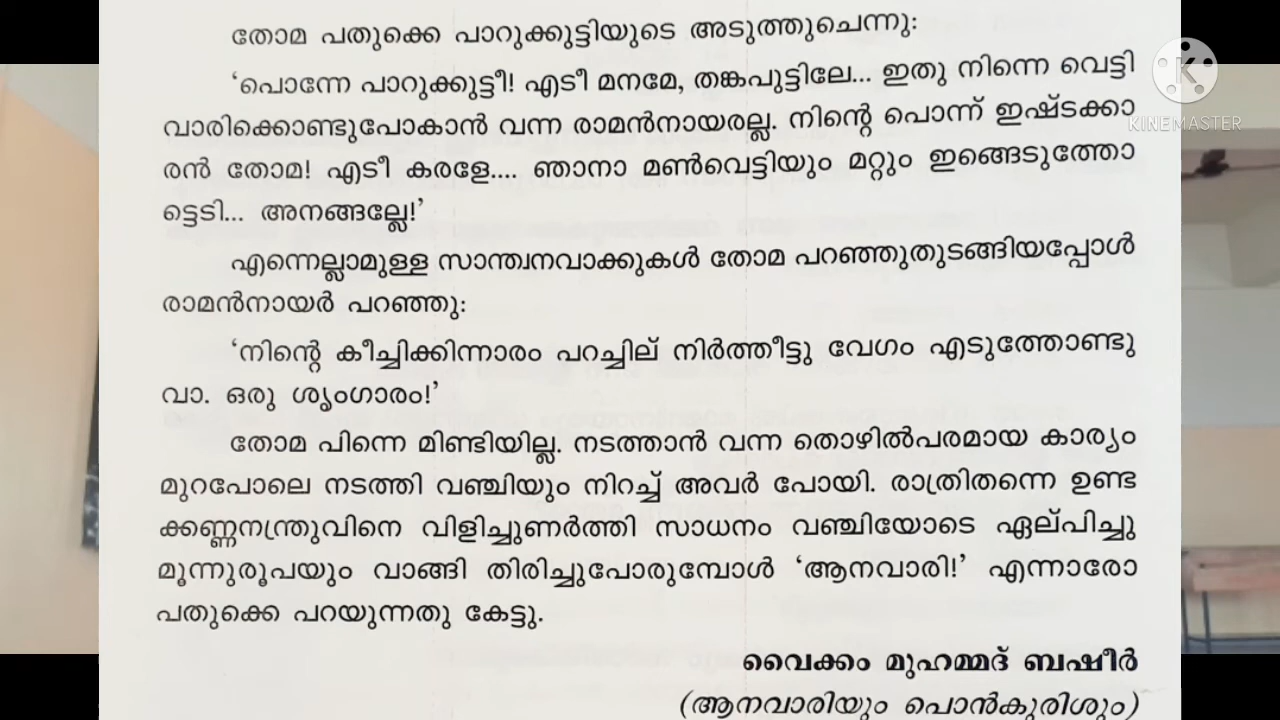 തോമ പതുക്കെ പാറുക്കുട്ടിയുടെ അടുത്തുചെന്നു:
‘പൊന്നേ പാറുക്കുട്ടീ! എടീ മനമേ, തങ്കപുട്ടിലേ... ഇതു നിന്നെ വെട്ടി
വാരിക്കൊണ്ടുപോകാൻ വന്ന രാമൻനായരല്ല. നിന്റെ പൊന്ന് ഇഷ്ടക്കാ
രൻ തോമ! എടീ കരളേ.... ഞാനാ മൺവെട്ടിയും മറ്റും ഇങ്ങെടുത്തോ
ട്ടെടി... അനങ്ങല്ലേ!’
എന്നെല്ലാമുള്ള സാന്ത്വനവാക്കുകൾ തോമ പറഞ്ഞുതുടങ്ങിയപ്പോൾ
രാമൻനായർ പറഞ്ഞു:
‘നിന്റെ കീച്ചിക്കിന്നാരം പറച്ചില് നിർത്തീട്ടു വേഗം എടുത്തോണ്ടു
വാ. ഒരു ശൃംഗാരം!’
തോമ പിന്നെ മിണ്ടിയില്ല. നടത്താൻ വന്ന തൊഴിൽപരമായ കാര്യം
മുറപോലെ നടത്തി വഞ്ചിയും നിറച്ച് അവർ പോയി. രാത്രിതന്നെ ഉണ്ട
ക്കണ്ണനന്ത്രുവിനെ വിളിച്ചുണർത്തി സാധനം വഞ്ചിയോടെ ഏല്പിച്ചു
മൂന്നുരൂപയും വാങ്ങി തിരിച്ചുപോരുമ്പോൾ ‘ആനവാരി!’ എന്നാരോ
പതുക്കെ പറയുന്നതു കേട്ടു.
വൈക്കം മുഹമ്മദ് ബഷീർ
(ആനവാരിയും പൊൻകുരിശും)
KINEMASTER